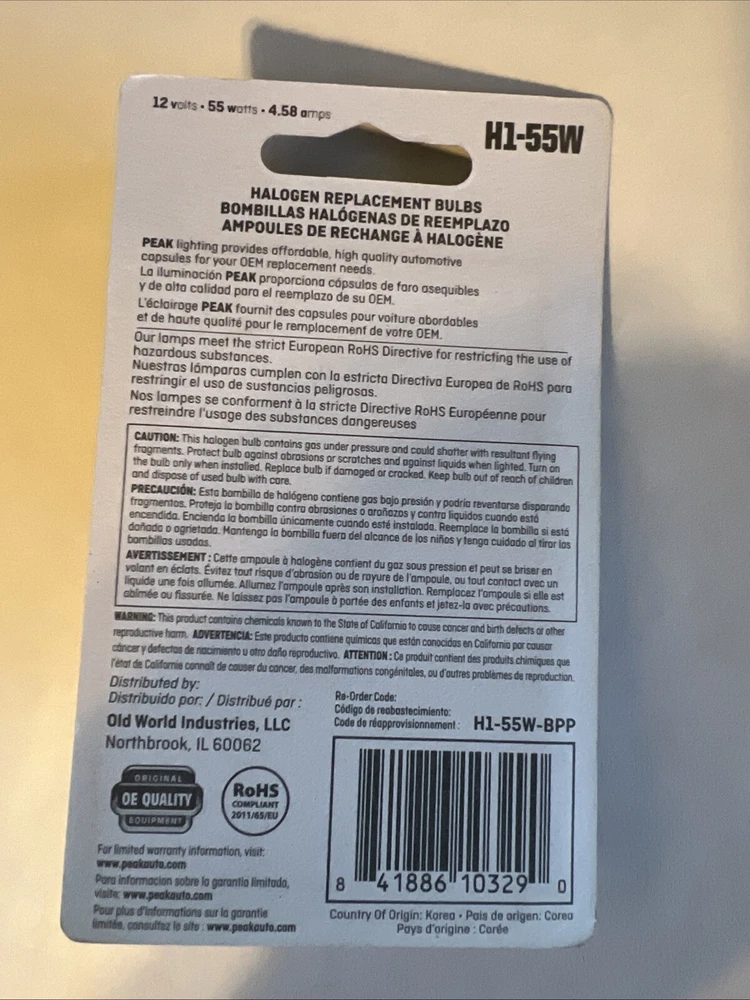 12 volts • 55 watts • 4.58 amps
H1-55W
HALOGEN REPLACEMENT BULBS
BOMBILLAS HALÓGENAS DE REEMPLAZO
AMPOULES DE RECHANGE À HALOGÈNE
PEAK lighting provides affordable, high quality automotive
capsules for your OEM replacement needs.
La iluminación PEAK proporciona cápsulas de faro asequibles
y de alta calidad para el reemplazo de su OEM.
L'éclairage PEAK fournit des capsules pour voiture abordables
et de haute qualité pour le remplacement de votre OEM.
Our lamps meet the strict European RoHS Directive for restricting the use of
hazardous substances.
Nuestras lámparas cumplen con la estricta Directiva Europea de RoHS para
restringir el uso de sustancias peligrosas.
Nos lampes se conforment à la stricte Directive RoHS Européenne pour
restreindre l'usage des substances dangereuses
CAUTION: This halogen bulb contains gas under pressure and could shatter with resultant flying
fragments. Protect bulb against abrasions or scratches and against liquids when lighted. Turn on
the bulb only when installed. Replace bulb if damaged or cracked. Keep bulb out of reach of children
and dispose of used bulb with care.
PRECAUCIÓN: Esta bombilla de halógeno contiene gas bajo presión y podría reventarse disparando
fragmentos. Proteja la bombilla contra abrasiones o arañazos y contra líquidos cuando está
encendida. Encienda la bombilla únicamente cuando esté instalada. Reemplace la bombilla si está
dañada o agrietada. Mantenga la bombilla fuera del alcance de los niños y tenga cuidado al tirar las
bombillas usadas.
AVERTISSEMENT : Cette ampoule à halogène contient du gaz sous pression et peut se briser en
volant en éclats. Évitez tout risque d'abrasion ou de rayure de l'ampoule, ou tout contact avec un
liquide une fois allumée. Allumez l'ampoule après son installation. Remplacez l'ampoule si elle est
abîmée ou fissurée. Ne laissez pas l'ampoule à portée des enfants et jetez-la avec précautions.
WARNING: This product contains chemicals known to the State of California to cause cancer and birth defects or other
reproductive harm. ADVERTENCIA: Este producto contiene químicas que están conocidas en California por causar
cáncer y defectos de nacimiento u otro daño reproductivo. ATTENTION : Ce produit contient des produits chimiques que
l'état de Californie connaît de causer du cancer, des malformations congénitales, ou d'autres problèmes de reproduction.
Distributed by:
Distribuido por: / Distribué par :
Old World Industries, LLC
Northbrook, IL 60062
Re-Order Code:
Código de reabastecimiento:
Code de réapprovisionnement : H1-55W-BPP
ORIGINAL
OE QUALITY
EQUIPMENT
RoHS
COMPLIANT
2011/65/EU
For limited warranty information, visit:
www.peakauto.com
Para informacion sobre la garantía limitada,
visite: www.peakauto.com
Pour plus d'informations sur la garantie
limitée, consultez le site : www.peakauto.com
8 41886 10329 0
Country Of Origin: Korea • Pais de origen: Corea
Pays d'origine : Corée